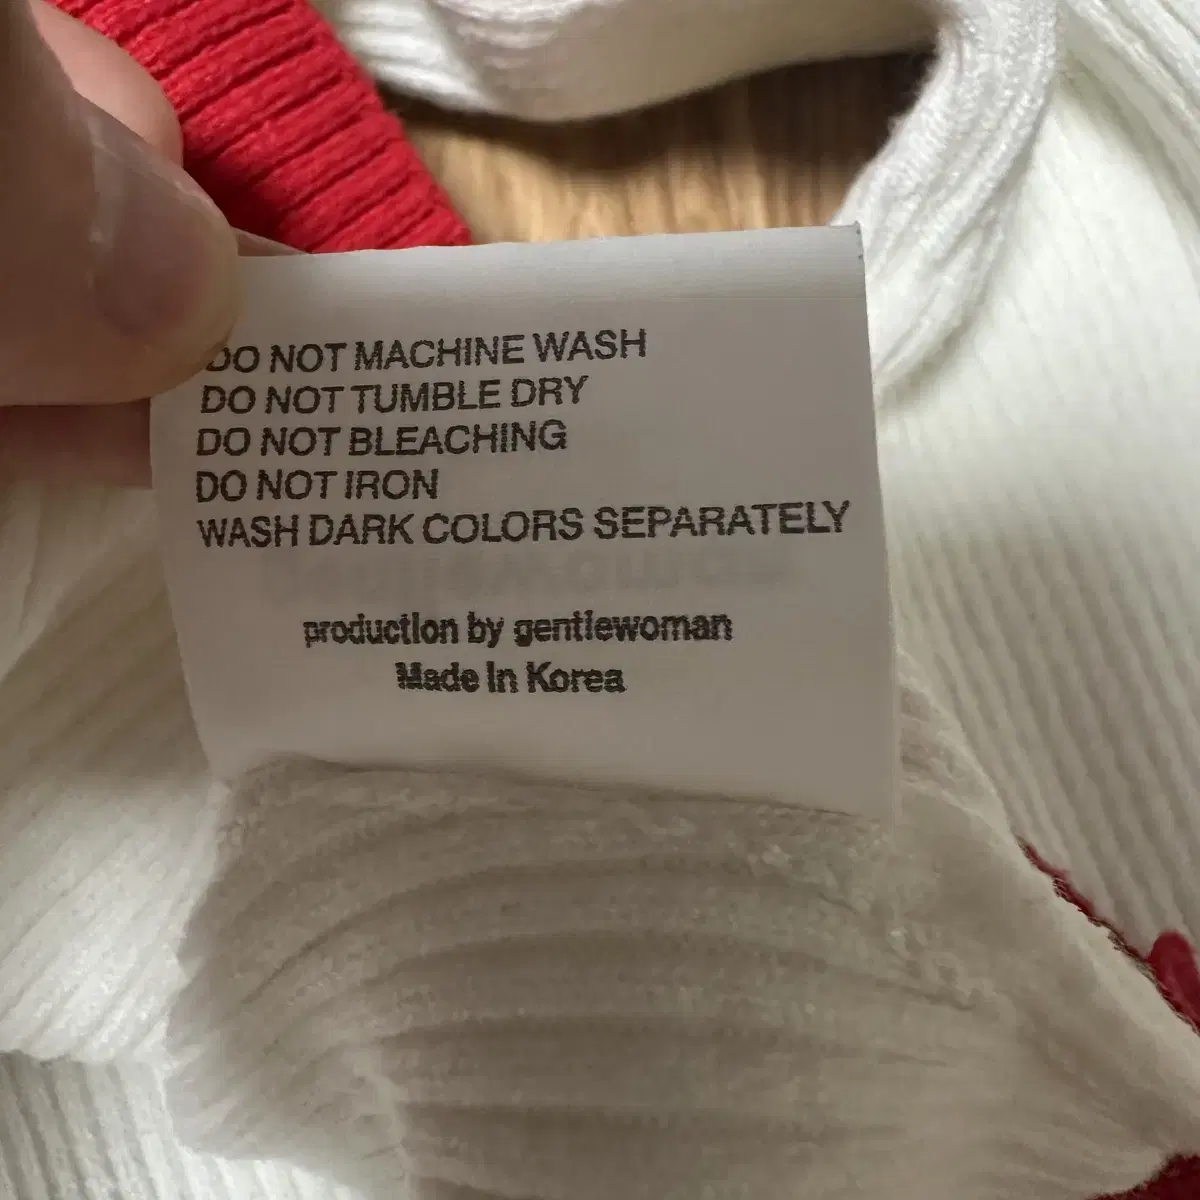 DO NOT MACHINE WASH
DO NOT TUMBLE DRY
DO NOT BLEACHING
DO NOT IRON
WASH DARK COLORS SEPARATELY
production by gentlewoman
Made In Korea